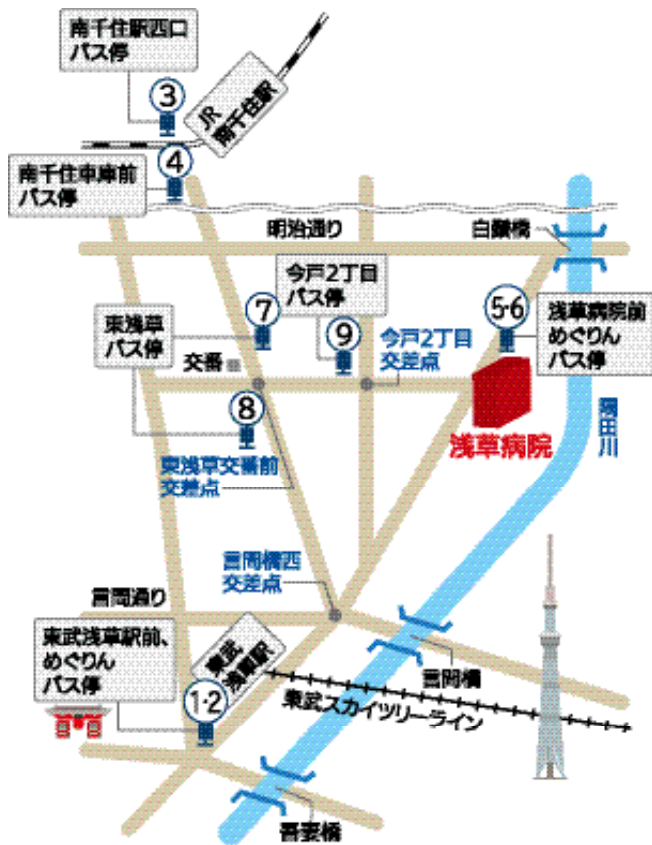 南千住駅西口
バス停
3
JR
南千住駅
4
南千住車庫前
バス停
明治通り
白鬚橋
今戸2丁目
バス停
7
9
5·6
浅草病院前
めぐりん
バス停
東浅草
バス停
交番
今戸2丁目
交差点
8
浅草病院
隅田川
東浅草交番前
交差点
言問橋西
交差点
言問通り
東武浅草駅前、
めぐりん
バス停
東武
浅草駅
1·2
言問橋
東武スカイツリーライン
吾妻橋